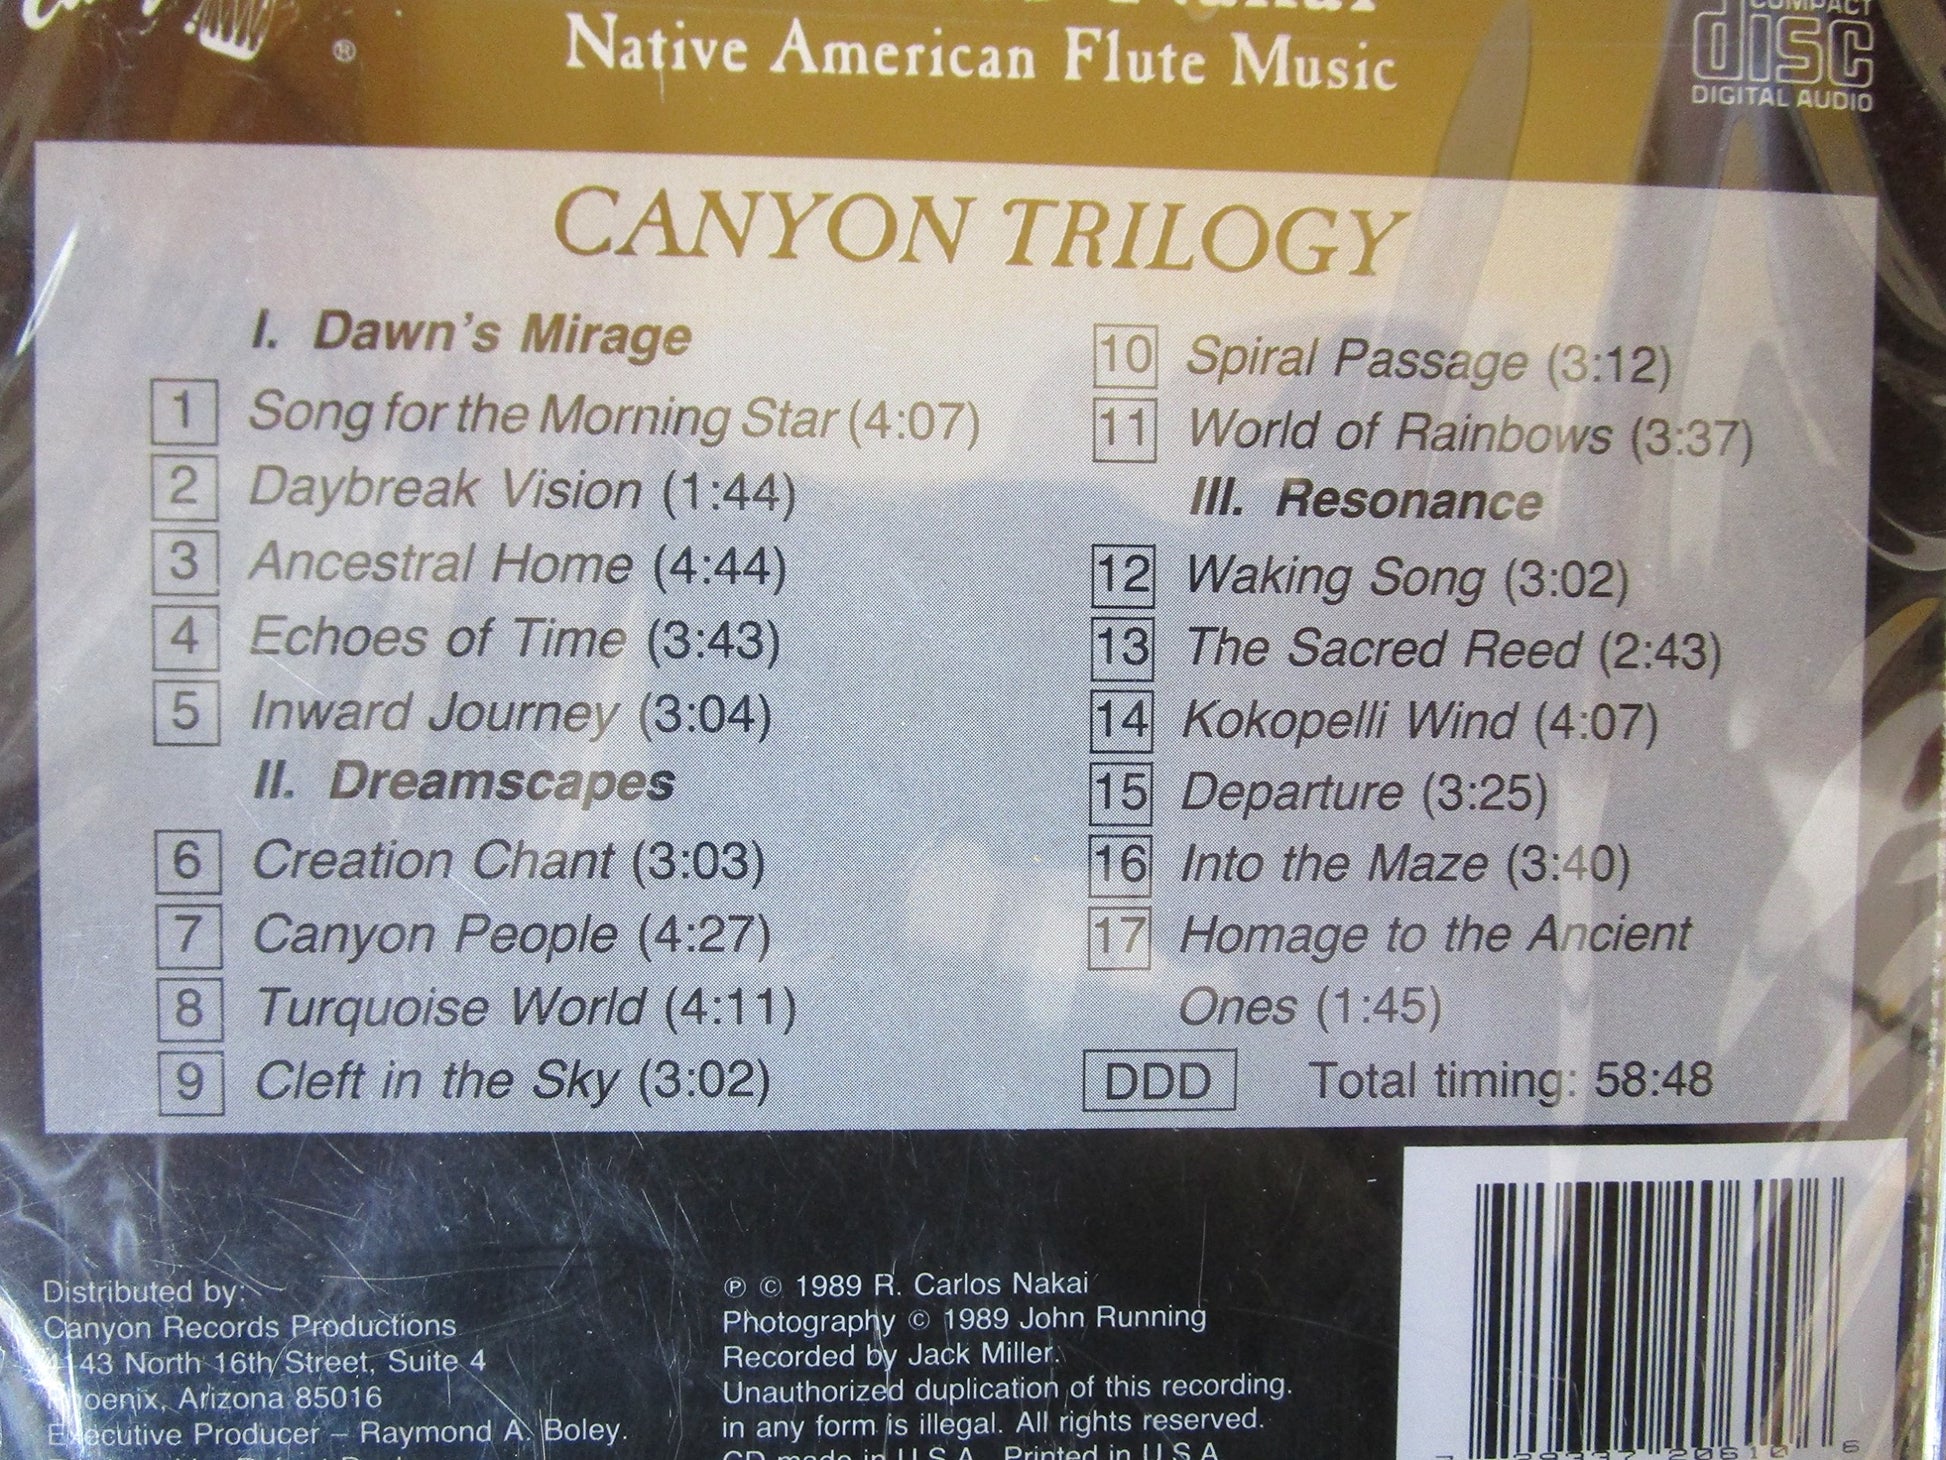 ®
Native American Flute Music
COMPACT
disc
DIGITAL AUDIO
CANYON TRILOGY
I. Dawn's Mirage
1 Song for the Morning Star (4:07)
2 Daybreak Vision (1:44)
3 Ancestral Home (4:44)
4 Echoes of Time (3:43)
5 Inward Journey (3:04)
II. Dreamscapes
6 Creation Chant (3:03)
7 Canyon People (4:27)
8 Turquoise World (4:11)
9 Cleft in the Sky (3:02)
10 Spiral Passage (3:12)
11 World of Rainbows (3:37)
III. Resonance
12 Waking Song (3:02)
13 The Sacred Reed (2:43)
14 Kokopelli Wind (4:07)
15 Departure (3:25)
16 Into the Maze (3:40)
17 Homage to the Ancient
Ones (1:45)
DDD Total timing: 58:48
Distributed by:
Canyon Records Productions
4143 North 16th Street, Suite 4
Phoenix, Arizona 85016
Executive Producer – Raymond A. Boley.
℗ © 1989 R. Carlos Nakai
Photography © 1989 John Running
Recorded by Jack Miller.
Unauthorized duplication of this recording.
in any form is illegal. All rights reserved.
CD made in U.S.A. Printed in U.S.A.